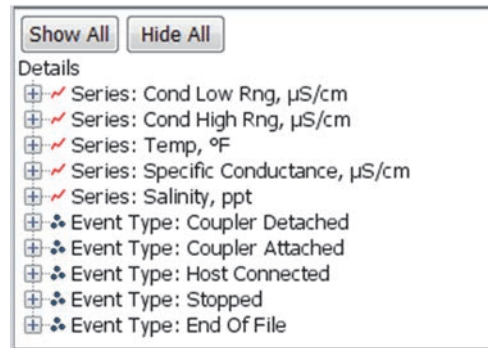 Show All Hide All
Details
Series: Cond Low Rng, µS/cm
Series: Cond High Rng, µS/cm
Series: Temp, °F
Series: Specific Conductance, µS/cm
Series: Salinity, ppt
Event Type: Coupler Detached
Event Type: Coupler Attached
Event Type: Host Connected
Event Type: Stopped
Event Type: End Of File